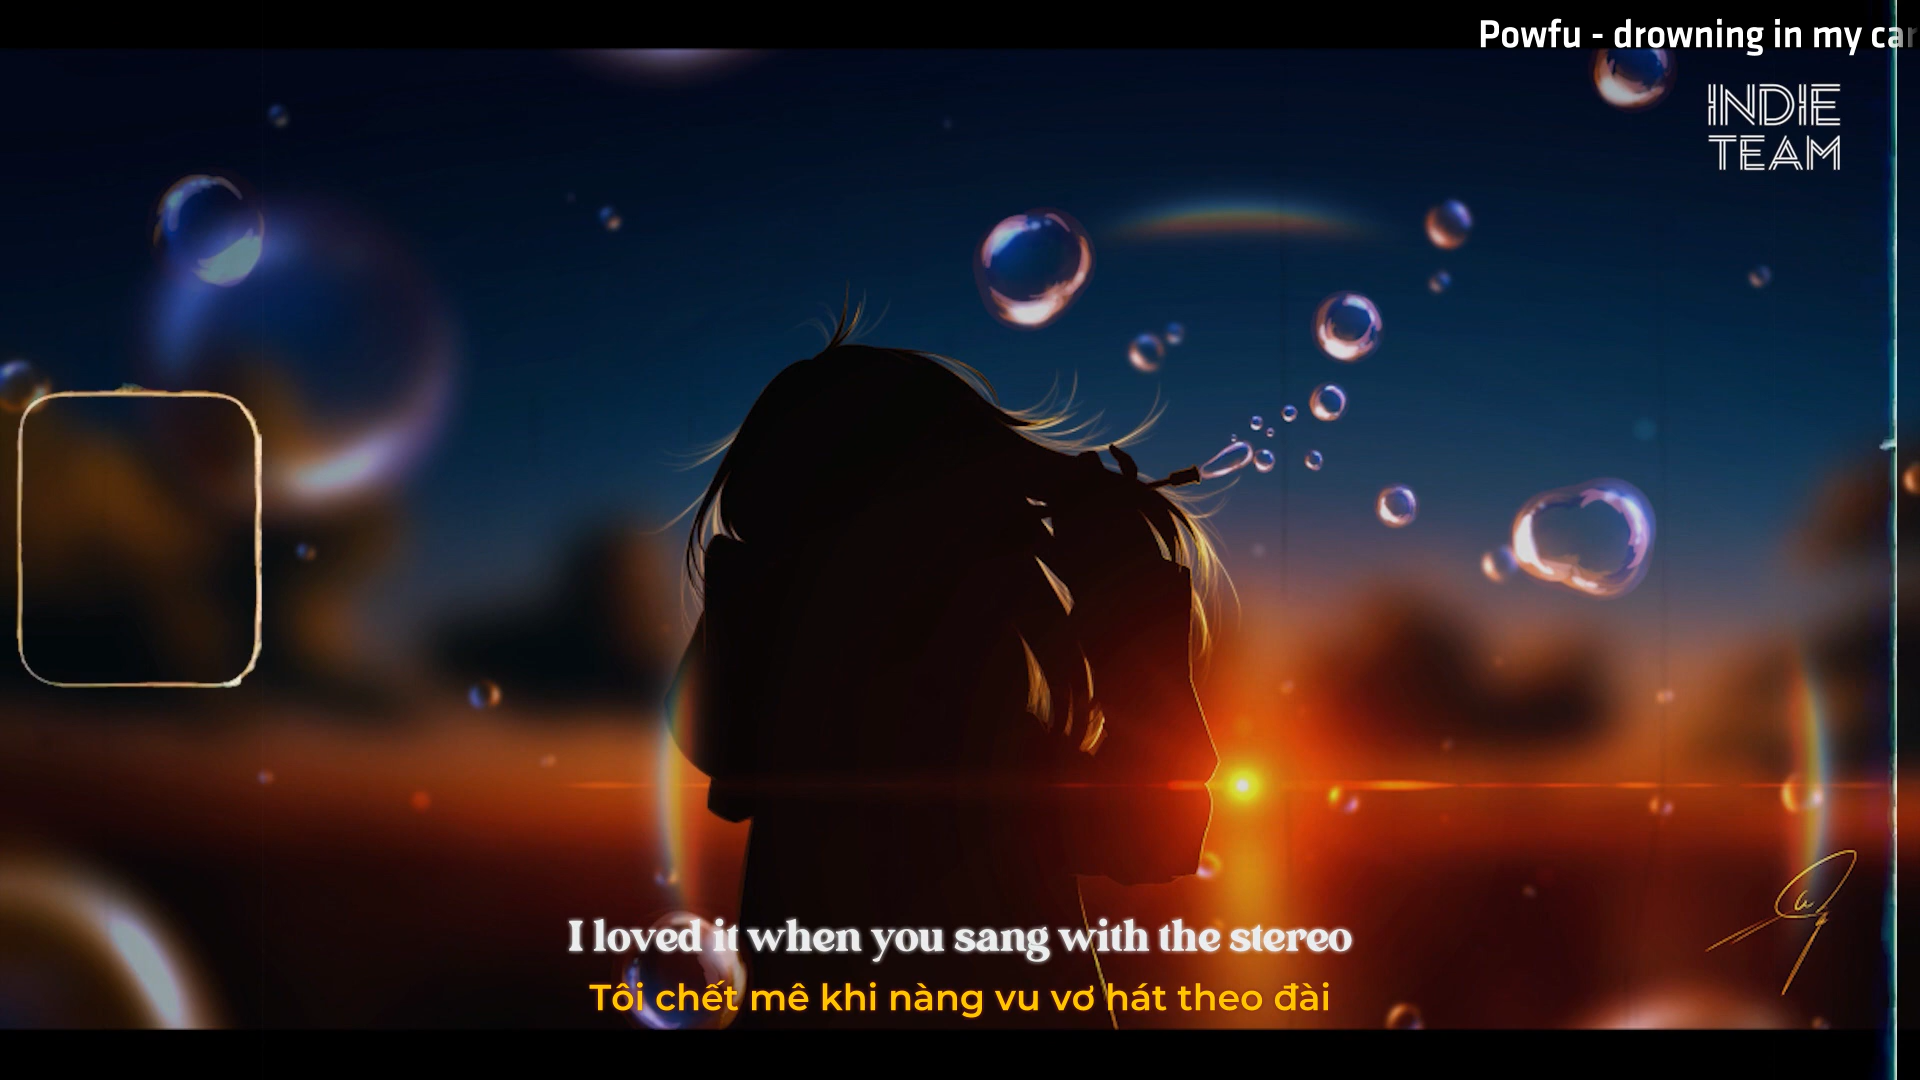 Powfu - drowning in my car
INDIE
TEAM
I loved it when you sang with the stereo
Tôi chết mê khi nàng vu vơ hát theo đài